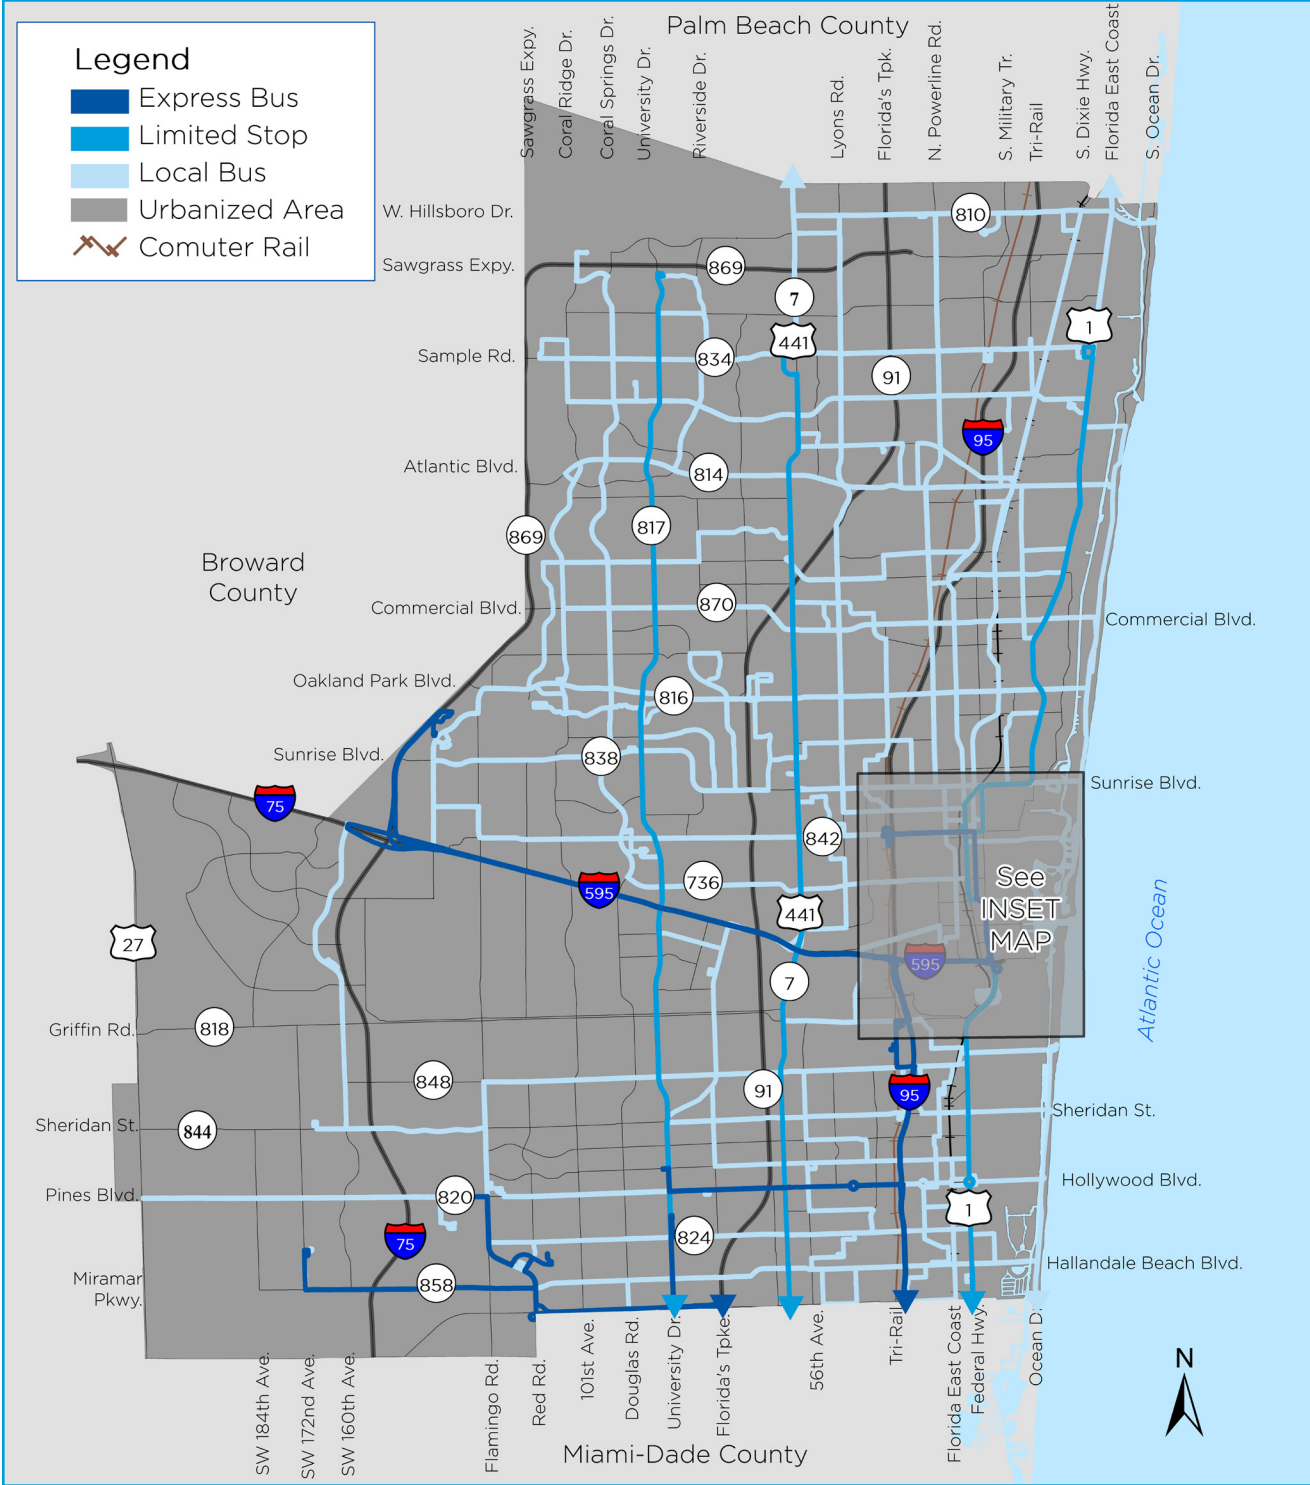 Palm Beach County
Legend
Express Bus
Limited Stop
Local Bus
Urbanized Area
Comuter Rail
Sawgrass Expy.
Coral Ridge Dr.
Coral Springs Dr.
University Dr.
Riverside Dr.
Lyons Rd.
Florida's Tpk.
N. Powerline Rd.
S. Military Tr.
Tri-Rail
S. Dixie Hwy.
Florida East Coast
S. Ocean Dr.
W. Hillsboro Dr.
810
Sawgrass Expy.
869
7
1
441
Sample Rd.
834
91
95
Atlantic Blvd.
814
817
869
Broward
County
870
Commercial Blvd.
Commercial Blvd.
Oakland Park Blvd.
816
Sunrise Blvd.
838
Sunrise Blvd.
75
842
See
INSET
MAP
736
595
441
27
595
7
Atlantic Ocean
Griffin Rd.
818
848
91
95
Sheridan St.
844
Sheridan St.
Pines Blvd.
820
Hollywood Blvd.
1
824
75
Hallandale Beach Blvd.
Miramar
Pkwy.
858
SW 184th Ave.
SW 172nd Ave.
SW 160th Ave.
Flamingo Rd.
Red Rd.
101st Ave.
Douglas Rd.
University Dr.
Florida's Tpke.
56th Ave.
Tri-Rail
Florida East Coast
Federal Hwy.
Ocean D
Miami-Dade County
N